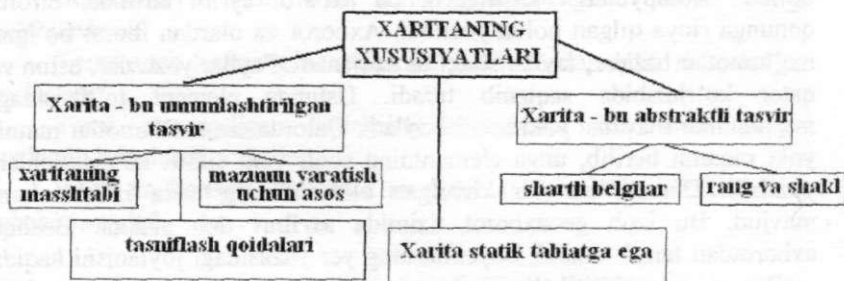 XARITANING
XUSUSIYATLARI
Xarita - bu umumlashtirilgan
tasvir
Xarita - bu abstraktli tasvir
xaritaning
masshtabi
mazmun yaratish
uchun asos
shartli belgilar
rang va shakl
tasniflash qoidalari
Xarita statik tabiatga ega